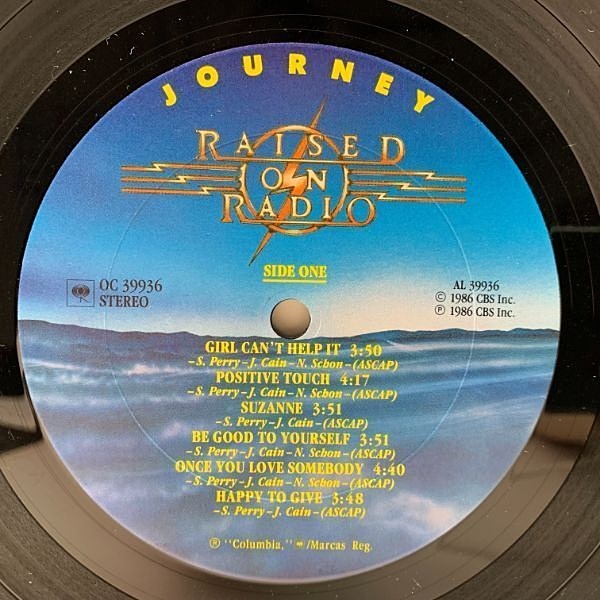 JOURNEY
RAISED
ON
RADIO
SIDE ONE
OC 39936
STEREO
AL 39936
© 1986 CBS Inc.
℗ 1986 CBS Inc.
GIRL CAN'T HELP IT 3:50
-S. Perry-J. Cain-N. Schon-(ASCAP)
POSITIVE TOUCH 4:17
-S. Perry-J. Cain-N. Schon-(ASCAP)
SUZANNE 3:51
-S. Perry-J. Cain-(ASCAP)
BE GOOD TO YOURSELF 3:51
-S. Perry-J. Cain-N. Schon-(ASCAP)
ONCE YOU LOVE SOMEBODY 4:40
-S. Perry-J. Cain-N. Schon-(ASCAP)
HAPPY TO GIVE 3:48
-S. Perry-J. Cain-(ASCAP)
® "Columbia," /Marcas Reg.